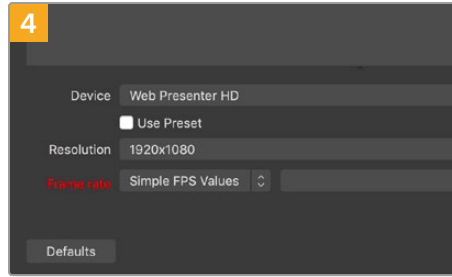 4
Device Web Presenter HD
Use Preset
Resolution 1920x1080
Frame rate Simple FPS Values
Defaults